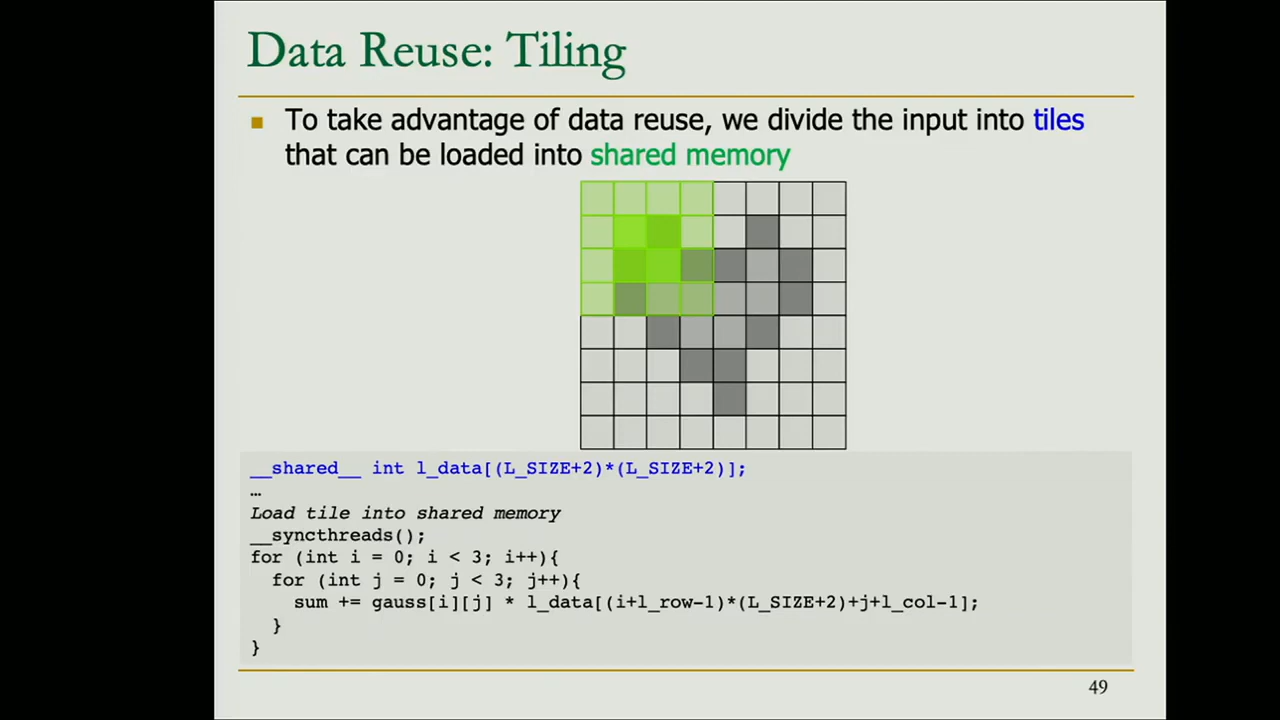 Data Reuse: Tiling
To take advantage of data reuse, we divide the input into tiles
that can be loaded into shared memory
__shared__ int l_data[(L_SIZE+2)*(L_SIZE+2)];
…
Load tile into shared memory
__syncthreads();
for (int i = 0; i < 3; i++){
  for (int j = 0; j < 3; j++){
    sum += gauss[i][j] * l_data[(i+l_row-1)*(L_SIZE+2)+j+l_col-1];
  }
}
49